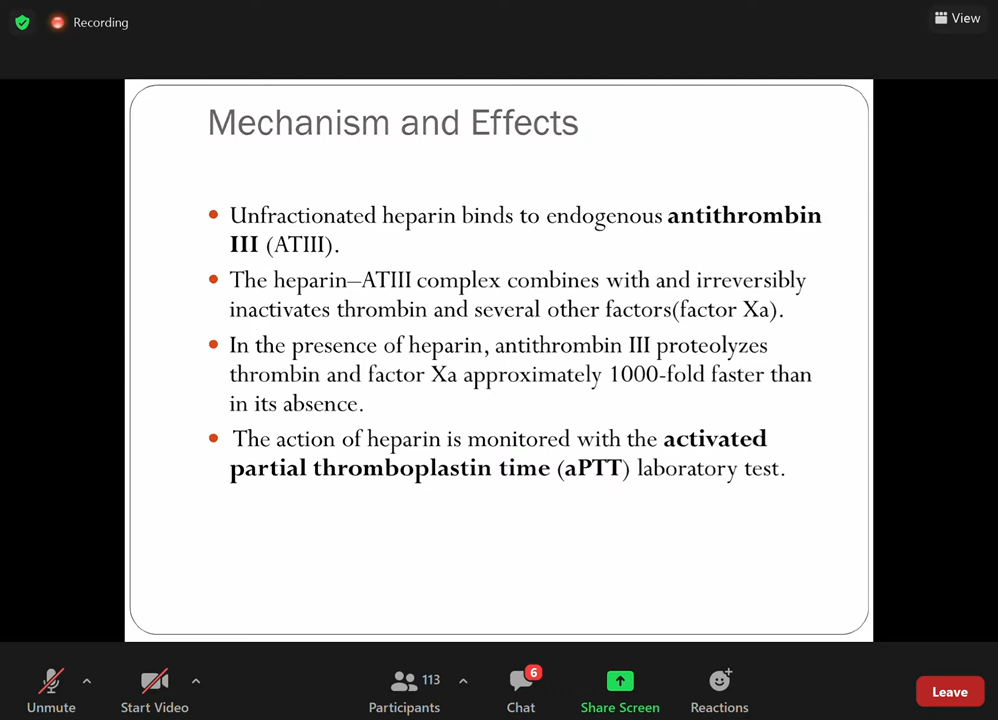 Recording
View
Mechanism and Effects
• Unfractionated heparin binds to endogenous antithrombin
III (ATIII).
• The heparin–ATIII complex combines with and irreversibly
inactivates thrombin and several other factors(factor Xa).
• In the presence of heparin, antithrombin III proteolyzes
thrombin and factor Xa approximately 1000-fold faster than
in its absence.
• The action of heparin is monitored with the activated
partial thromboplastin time (aPTT) laboratory test.
113
6
Unmute
Start Video
Participants
Chat
Share Screen
Reactions
Leave